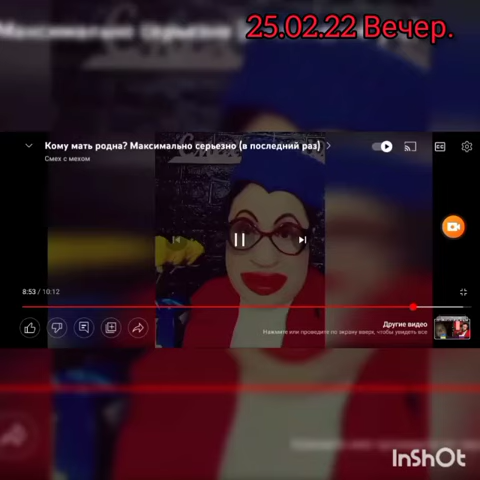 25.02.22 Вечер.
Кому мать родна? Максимально серьезно (в последний раз)
Смех с мехом
CC
8:53 / 10:12
Другие видео
Нажмите или проведите по экрану вверх, чтобы увидеть все
InShOt